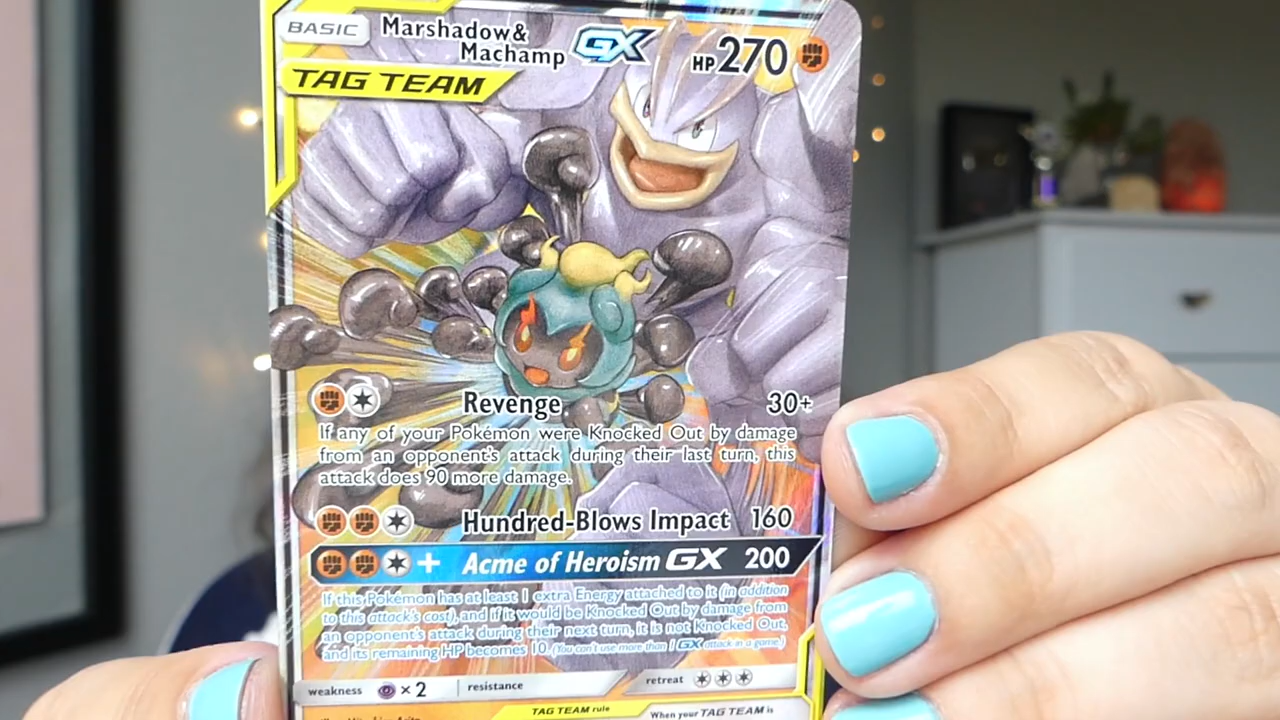 BASIC Marshadow& Machamp GX HP270
TAG TEAM
Revenge 30+
If any of your Pokémon were Knocked Out by damage
from an opponent's attack during their last turn, this
attack does 90 more damage.
Hundred-Blows Impact 160
+ Acme of Heroism GX 200
If this Pokémon has at least 1 extra Energy attached to it (in addition
to this attack's cost), and if it would be Knocked Out by damage from
an opponent's attack during their next turn, it is not Knocked Out,
and its remaining HP becomes 10. (You can't use more than 1 GX attack in a game.)
weakness ×2 resistance retreat
TAG TEAM rule When your TAG TEAM is